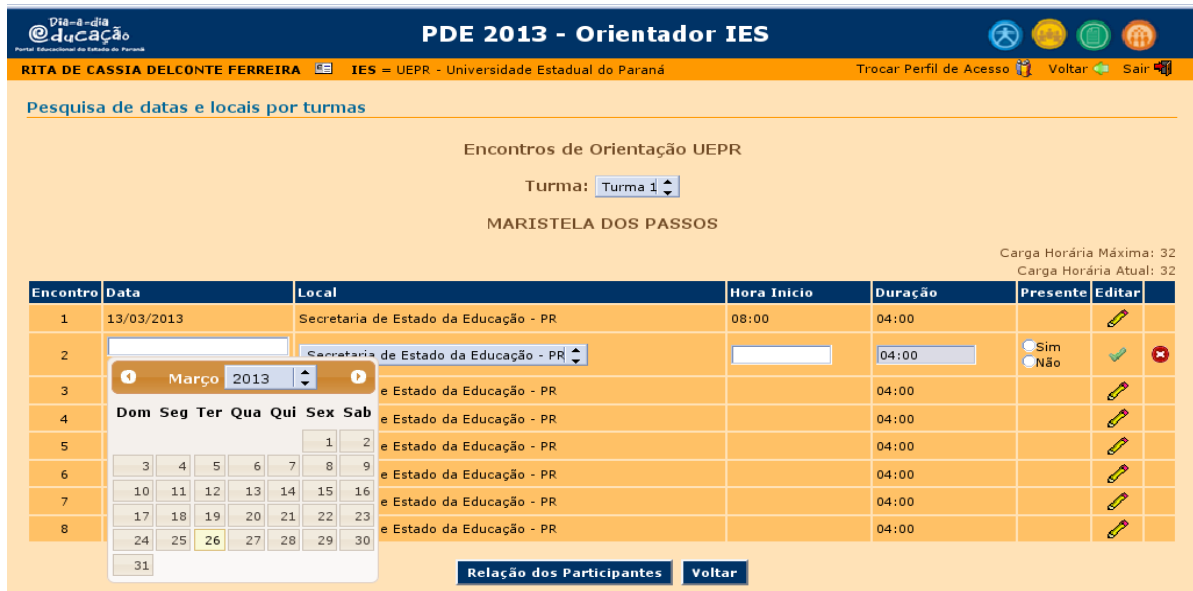 Dia-a-dia
@ducação
Portal Educacional do Estado do Paraná
PDE 2013 - Orientador IES
RITA DE CASSIA DELCONTE FERREIRA IES = UEPR - Universidade Estadual do Paraná Trocar Perfil de Acesso Voltar Sair
Pesquisa de datas e locais por turmas
Encontros de Orientação UEPR
Turma: Turma 1
MARISTELA DOS PASSOS
Carga Horária Máxima: 32
Carga Horária Atual: 32
Encontro Data Local Hora Inicio Duração Presente Editar
1 13/03/2013 Secretaria de Estado da Educação - PR 08:00 04:00
2 Secretaria de Estado da Educação - PR 04:00 Sim
Não
3 e Estado da Educação - PR 04:00
4 e Estado da Educação - PR 04:00
5 e Estado da Educação - PR 04:00
6 e Estado da Educação - PR 04:00
7 e Estado da Educação - PR 04:00
8 e Estado da Educação - PR 04:00
Março 2013
Dom Seg Ter Qua Qui Sex Sab
1 2
3 4 5 6 7 8 9
10 11 12 13 14 15 16
17 18 19 20 21 22 23
24 25 26 27 28 29 30
31
Relação dos Participantes Voltar